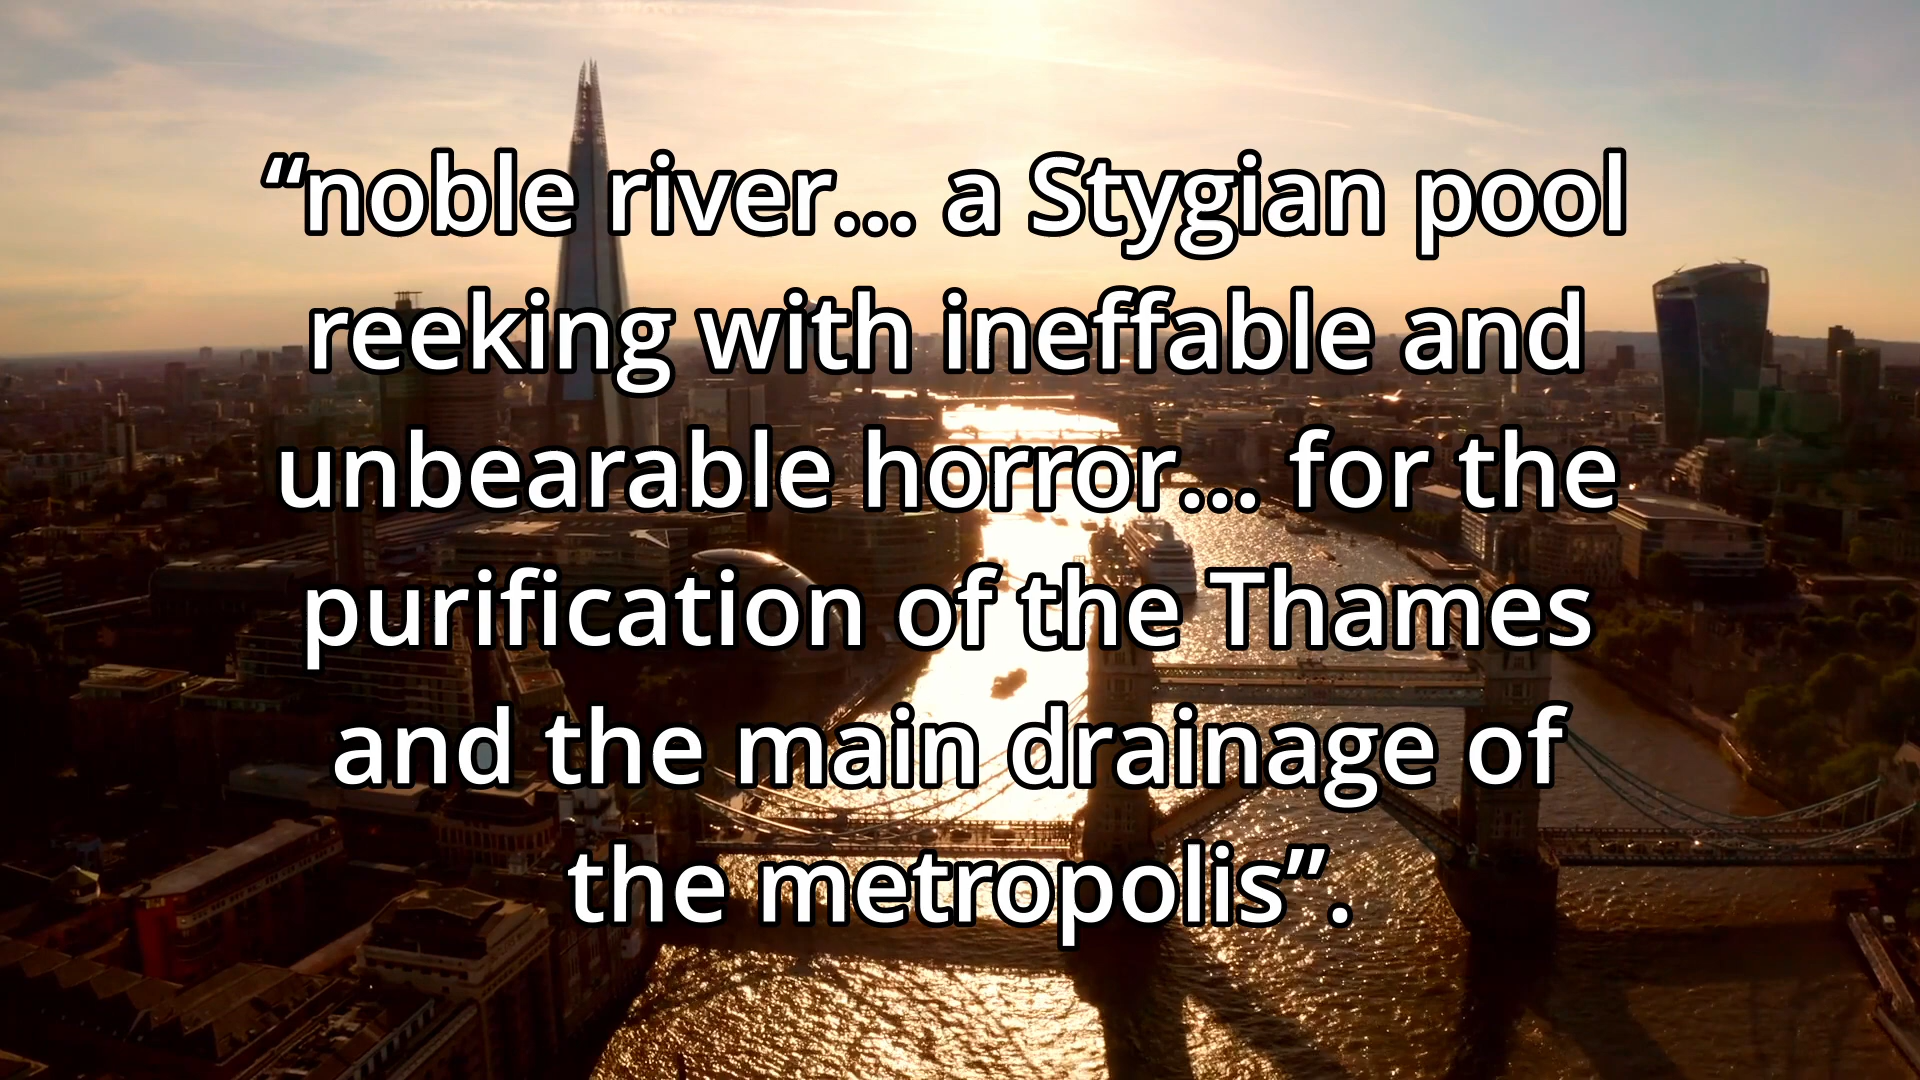 “noble river... a Stygian pool
reeking with ineffable and
unbearable horror... for the
purification of the Thames
and the main drainage of
the metropolis”.